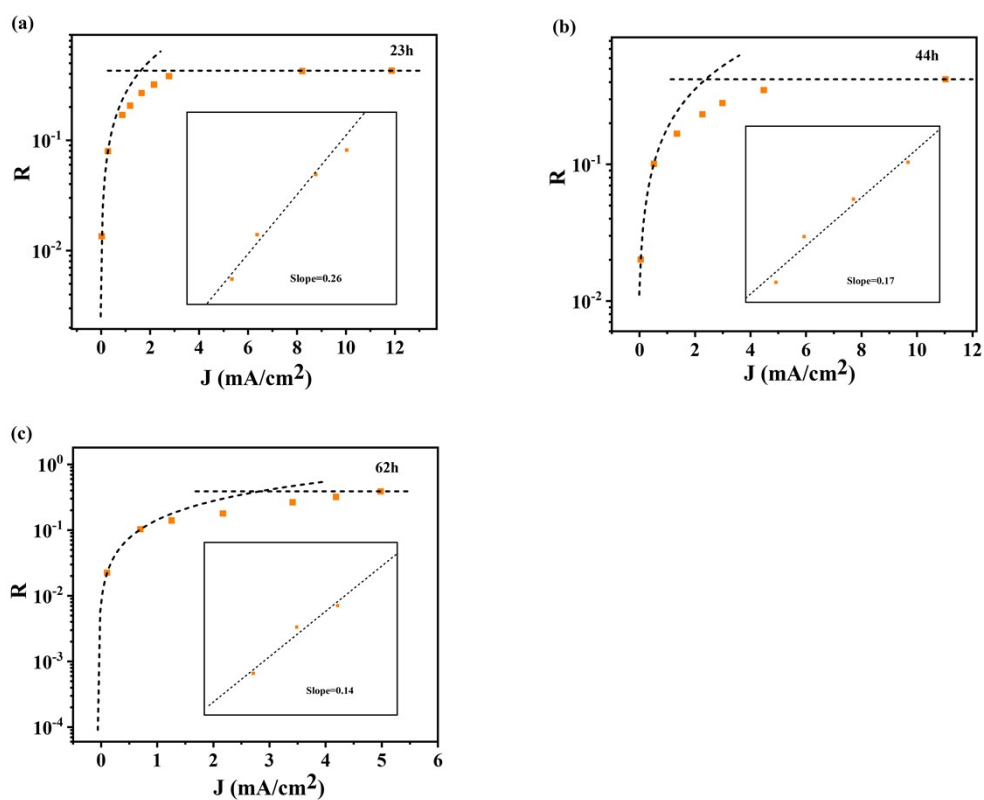 (a)
23h
R
10⁻¹
10⁻²
Slope=0.26
0 2 4 6 8 10 12
J (mA/cm²)
(b)
44h
R
10⁻¹
10⁻²
Slope=0.17
0 2 4 6 8 10 12
J (mA/cm²)
(c)
62h
R
10⁰
10⁻¹
10⁻²
10⁻³
10⁻⁴
Slope=0.14
0 1 2 3 4 5 6
J (mA/cm²)